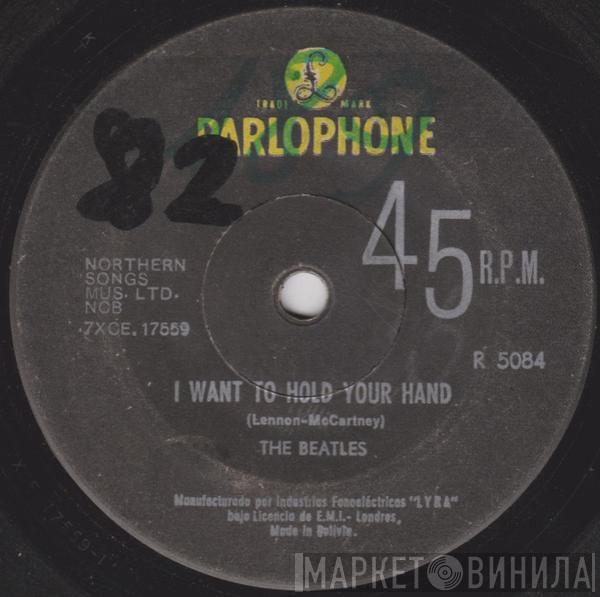 £
TRADE MARK
PARLOPHONE
82
45 R.P.M.
NORTHERN
SONGS
MUS. LTD.
NCB
7XCE. 17559
R 5084
I WANT TO HOLD YOUR HAND
(Lennon-McCartney)
THE BEATLES
Manufacturado por Industrias Fonoeléctricas "LYRA"
bajo Licencia de E.M.I.- Londres,
Made in Bolivia.
МАРКЕТ ВИНИЛА